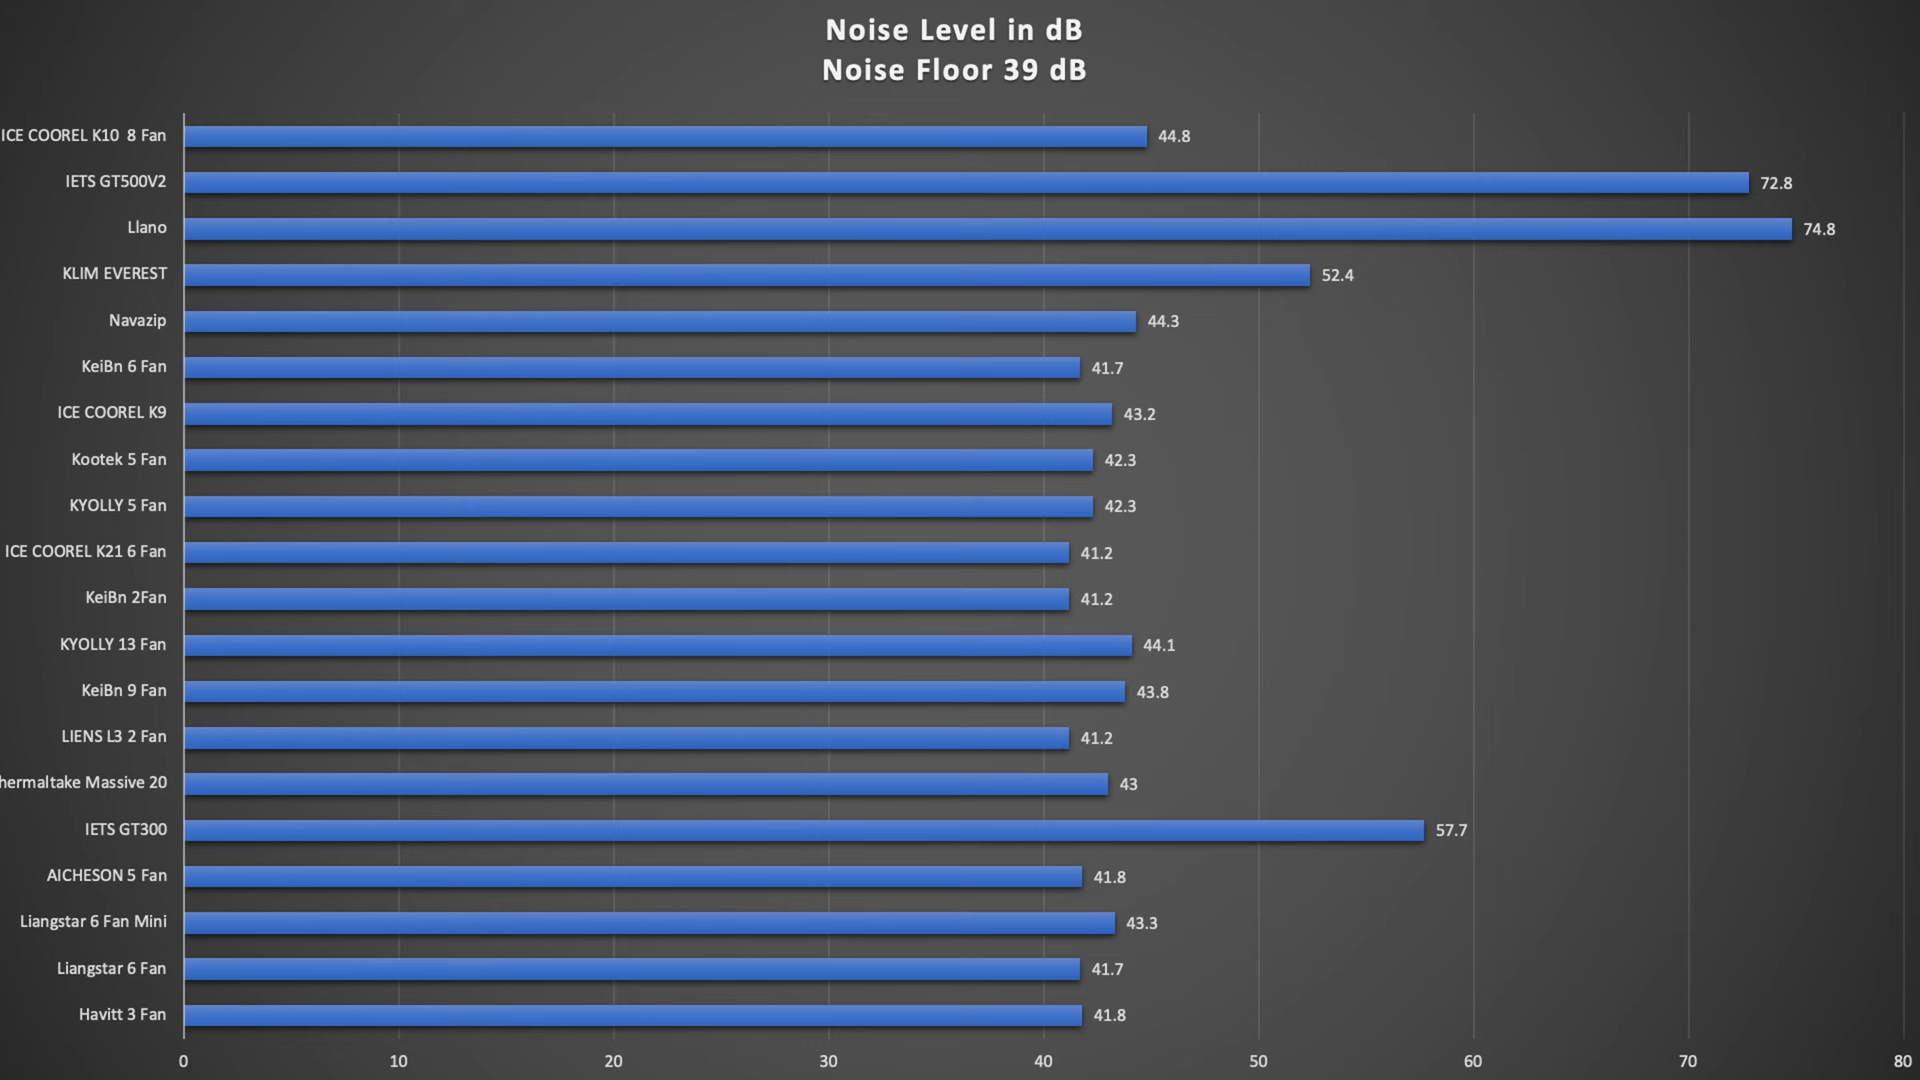 Noise Level in dB
Noise Floor 39 dB
ICE COOREL K10 8 Fan 44.8
IETS GT500V2 72.8
Llano 74.8
KLIM EVEREST 52.4
Navazip 44.3
KeiBn 6 Fan 41.7
ICE COOREL K9 43.2
Kootek 5 Fan 42.3
KYOLLY 5 Fan 42.3
ICE COOREL K21 6 Fan 41.2
KeiBn 2Fan 41.2
KYOLLY 13 Fan 44.1
KeiBn 9 Fan 43.8
LIENS L3 2 Fan 41.2
hermaltake Massive 20 43
IETS GT300 57.7
AICHESON 5 Fan 41.8
Liangstar 6 Fan Mini 43.3
Liangstar 6 Fan 41.7
Havitt 3 Fan 41.8
0 10 20 30 40 50 60 70 80